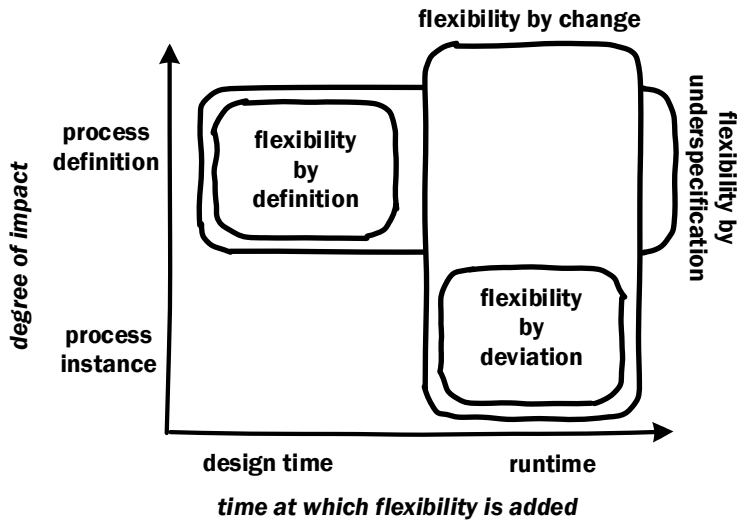 flexibility by change
process
definition
flexibility
by
definition
flexibility by
underspecification
degree of impact
process
instance
flexibility
by
deviation
design time
runtime
time at which flexibility is added